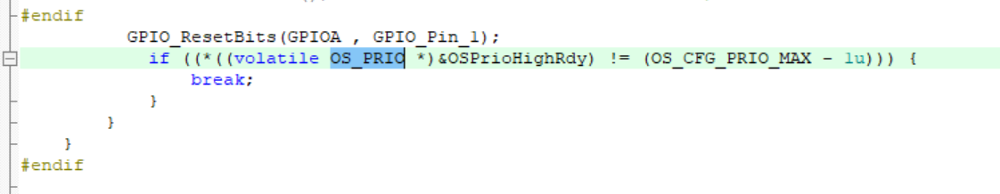 #endif
GPIO_ResetBits(GPIOA , GPIO_Pin_1);
if ((*((volatile OS_PRIO *)&OSPrioHighRdy) != (OS_CFG_PRIO_MAX - 1u))) {
break;
}
}
}
#endif